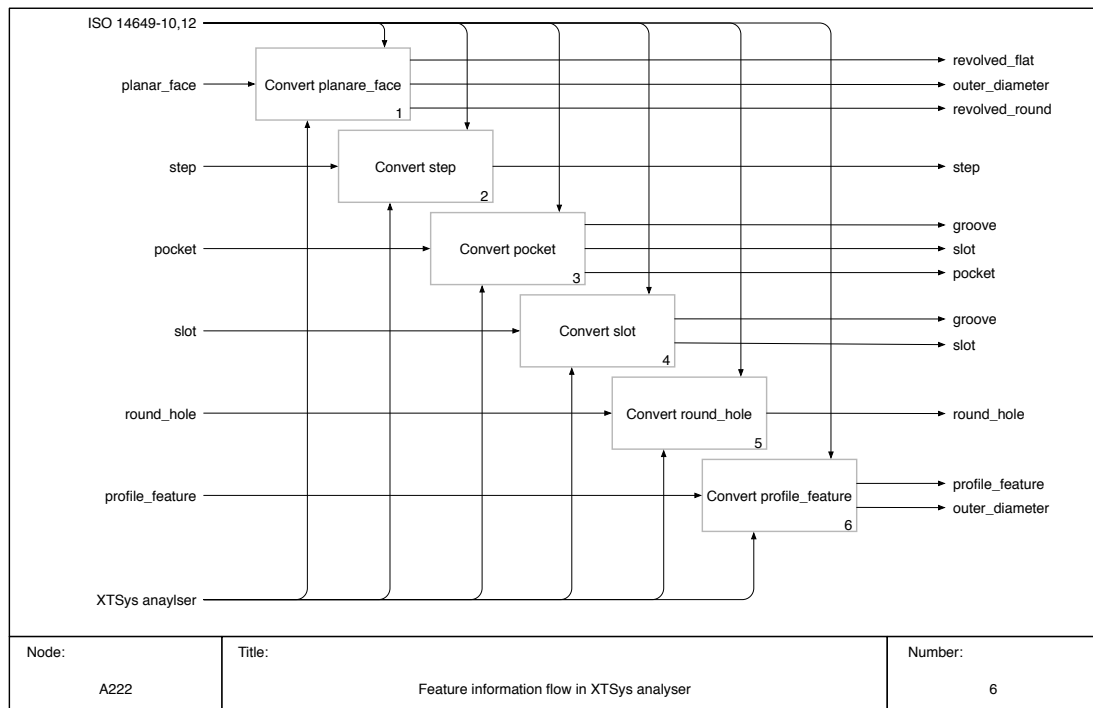 ISO 14649-10,12
planar_face
Convert planare_face
1
revolved_flat
outer_diameter
revolved_round
step
Convert step
2
step
pocket
Convert pocket
3
groove
slot
pocket
slot
Convert slot
4
groove
slot
round_hole
Convert round_hole
5
round_hole
profile_feature
Convert profile_feature
6
profile_feature
outer_diameter
XTSys anaylser
Node:
A222
Title:
Feature information flow in XTSys analyser
Number:
6